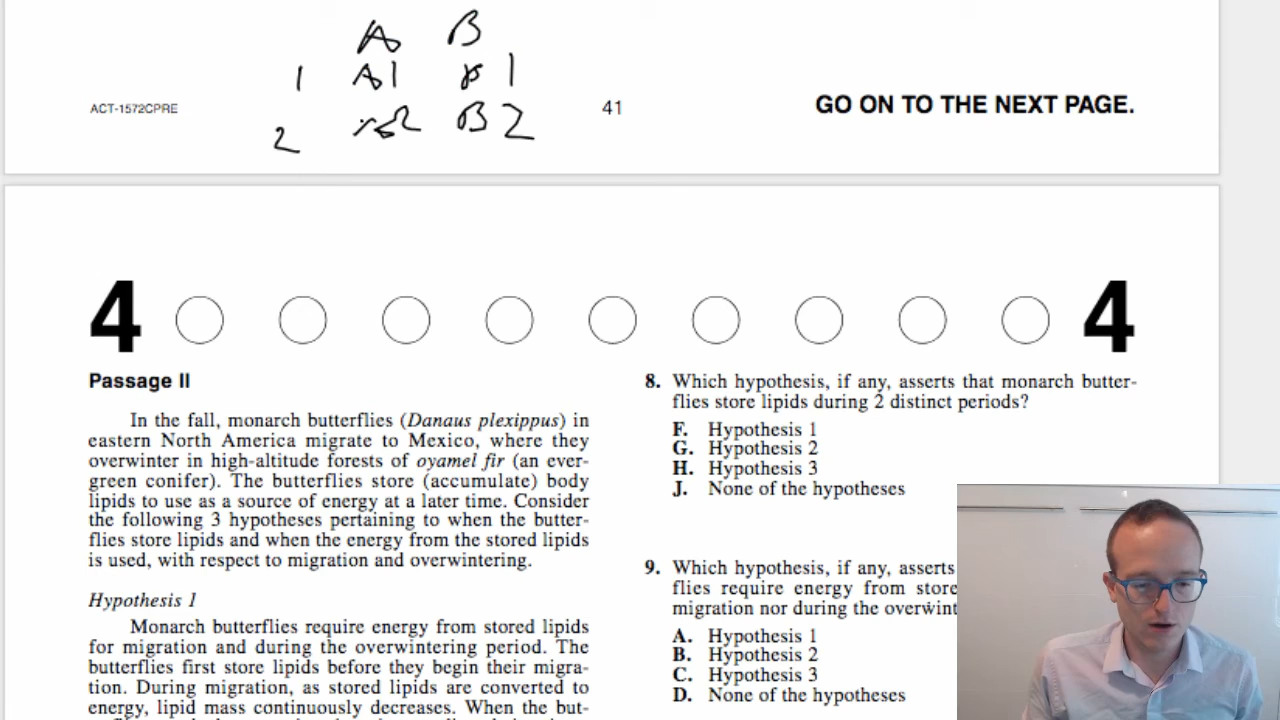 A B
1 A1 B 1
2 B 2
ACT-1572CPRE
41
GO ON TO THE NEXT PAGE.
4 4
Passage II
In the fall, monarch butterflies (Danaus plexippus) in
eastern North America migrate to Mexico, where they
overwinter in high-altitude forests of oyamel fir (an ever-
green conifer). The butterflies store (accumulate) body
lipids to use as a source of energy at a later time. Consider
the following 3 hypotheses pertaining to when the butter-
flies store lipids and when the energy from the stored lipids
is used, with respect to migration and overwintering.
Hypothesis 1
Monarch butterflies require energy from stored lipids
for migration and during the overwintering period. The
butterflies first store lipids before they begin their migra-
tion. During migration, as stored lipids are converted to
energy, lipid mass continuously decreases. When the but-
8. Which hypothesis, if any, asserts that monarch butter-
flies store lipids during 2 distinct periods?
F. Hypothesis 1
G. Hypothesis 2
H. Hypothesis 3
J. None of the hypotheses
9. Which hypothesis, if any, asserts
flies require energy from store
migration nor during the overwint
A. Hypothesis 1
B. Hypothesis 2
C. Hypothesis 3
D. None of the hypotheses